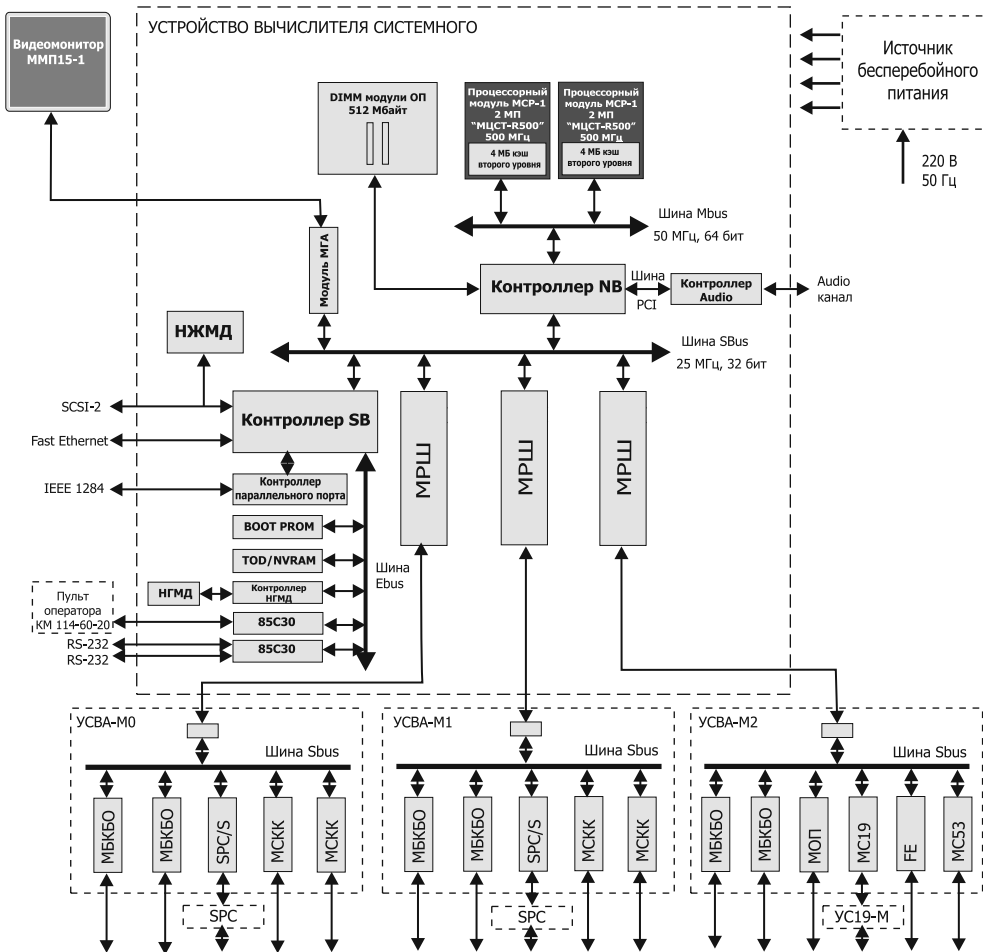 УСТРОЙСТВО ВЫЧИСЛИТЕЛЯ СИСТЕМНОГО
Видеомонитор
ММП15-1
Источник
бесперебойного
питания
220 В
50 Гц
DIMM модули ОП
512 Мбайт
Процессорный
модуль МСР-1
2 МП
“МЦСТ-R500”
500 МГц
4 МБ кэш
второго уровня
Процессорный
модуль МСР-1
2 МП
“МЦСТ-R500”
500 МГц
4 МБ кэш
второго уровня
Шина Mbus
50 МГц, 64 бит
Модуль МГА
Контроллер NB
Шина
PCI
Контроллер
Audio
Audio
канал
НЖМД
Шина SBus
25 МГц, 32 бит
SCSI-2
Fast Ethernet
IEEE 1284
Контроллер SB
МРШ
МРШ
МРШ
Контроллер
параллельного порта
BOOT PROM
TOD/NVRAM
Шина
Ebus
НГМД
Контроллер
НГМД
Пульт
оператора
КМ 114-60-20
85C30
RS-232
RS-232
85C30
УСВА-М0
Шина Sbus
МБКБО
МБКБО
SPC/S
МСКК
МСКК
SPC
УСВА-М1
Шина Sbus
МБКБО
МБКБО
SPC/S
МСКК
МСКК
SPC
УСВА-М2
Шина Sbus
МБКБО
МБКБО
МОП
МС19
FE
МС53
УС19-М